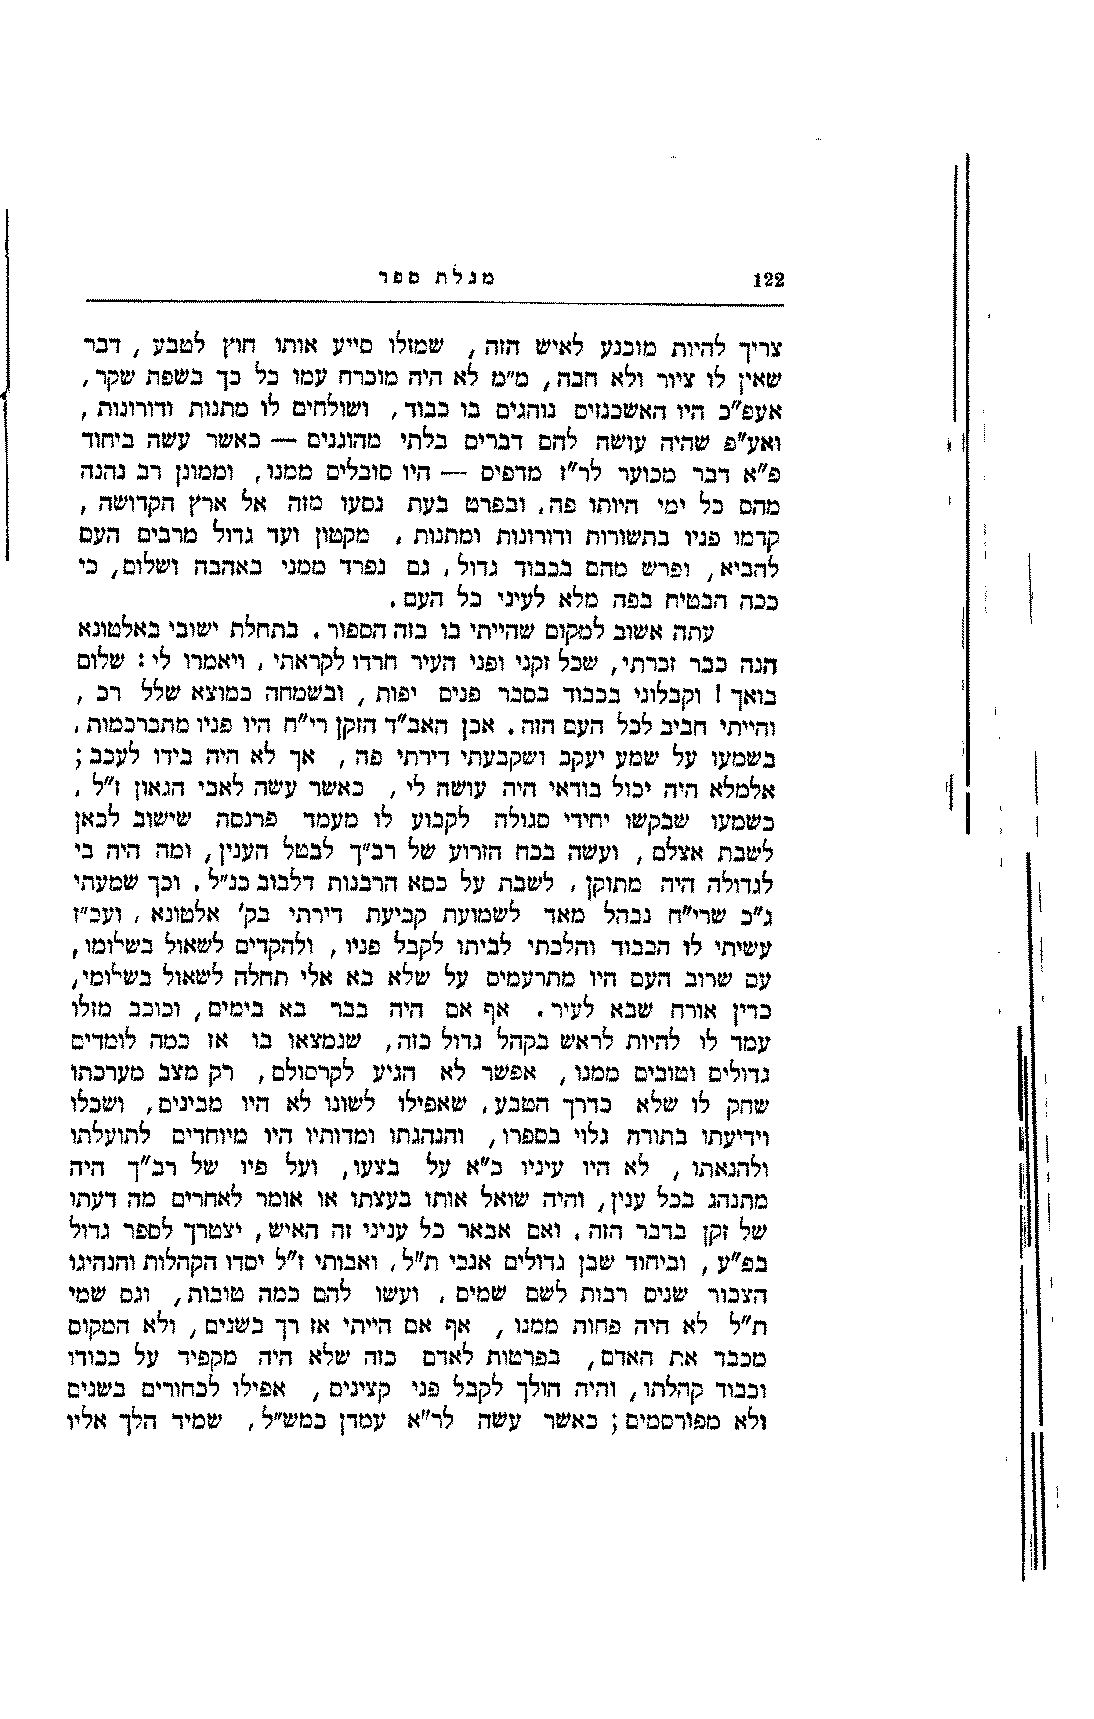 122
מגלת ספר
צריך להיות מוכנע לאיש הזה, שמזלו סייע אותו חוץ לטבע, דבר
שאין לו ציור ולא חבה, מ״מ לא היה מוכרח עמו כל כך בשפת שקר,
אעפ״כ היו האשכנזים נוהגים בו כבוד, ושולחים לו מתנות ודורונות,
ואע״פ שהיה עושה להם דברים בלתי מהוגנים — כאשר עשה ביחוד
פ״א דבר מכוער לר״ז מדפיס — היו סובלים ממנו, וממונן רב נהנה
מהם כל ימי היותו פה. ובפרט בעת נסעו מזה אל ארץ הקדושה,
קדמו פניו בתשורות ודורונות ומתנות. מקטון ועד גדול מרבים העם
להביא, ופרש מהם בכבוד גדול, גם נפרד ממני באהבה ושלום, כי
ככה הבטיח בפה מלא לעיני כל העם.
עתה אשוב למקום שהייתי בו בזה הספור. בתחלת ישובי באלטונא
הנה כבר זכרתי, שכל זקני ופני העיר חרדו לקראתי, ויאמרו לי: שלום
בואך! וקבלוני בכבוד בסבר פנים יפות, ובשמחה כמוצא שלל רב,
והייתי חביב לכל העם הזה. אכן האב״ד הזקן רי״ח היו פניו מתכרכמות,
בשמעו על שמע יעקב ושקבעתי דירתי פה, אך לא היה בידו לעכב;
אלמלא היה יכול בודאי היה עושה לי, כאשר עשה לאבי הגאון ז״ל,
כשמעו שבקשו יחידי סגולה לקבוע לו מעמד פרנסה שישוב לכאן
לשבת אצלם, ועשה בכח הזרוע של רב״ך לבטל הענין, ומה היה בי
לגדולה היה מתוקן, לשבת על כסא הרבנות דלבוב כנ״ל. וכך שמעתי
ג״כ שרי״ח נבהל מאד לשמועת קביעת דירתי בק׳ אלטונא, ועכ״ז
עשיתי לו הכבוד והלכתי לביתו לקבל פניו, ולהקדים לשאול בשלומו,
עם שרוב העם היו מתרעמים על שלא בא אלי תחלה לשאול בשלומי,
כדין אורח שבא לעיר. אף אם היה כבר בא בימים, וכוכב מזלו
עמד לו להיות לראש בקהל גדול כזה, שנמצאו בו אז כמה לומדים
גדולים וטובים ממנו, אפשר לא הגיע לקרסולם, רק מצב מערכתו
שחק לו שלא כדרך הטבע, שאפילו לשונו לא היו מבינים, ושכלו
וידיעתו בתורה גלוי בספרו, והנהגתו ומדותיו היו מיוחדים לתועלתו
ולהנאתו, לא היו עיניו כ״א על בצעו, ועל פיו של רב״ך היה
מתנהג בכל ענין, והיה שואל אותו בעצתו או אומר לאחרים מה דעתו
של זקן בדבר הזה. ואם אבאר כל עניני זה האיש, יצטרך לספר גדול
בפ״ע, וביחוד שבן גדולים אנכי ת״ל, ואבותי ז״ל יסדו הקהלות והנהיגו
הצבור שנים רבות לשם שמים, ועשו להם כמה טובות, וגם שמי
ת״ל לא היה פחות ממנו, אף אם הייתי אז רך בשנים, ולא המקום
מכבד את האדם, בפרטות לאדם כזה שלא היה מקפיד על כבודו
וכבוד קהלתו, והיה הולך לקבל פני קצינים, אפילו לבחורים בשנים
ולא מפורסמים; כאשר עשה לר״א עמדן כמש״ל, שמיד הלך אליו